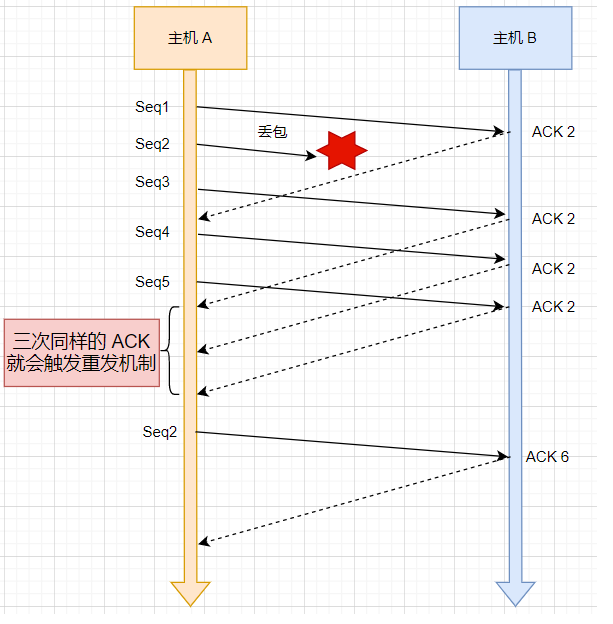 主机 A
主机 B
Seq1
丢包
ACK 2
Seq2
Seq3
ACK 2
Seq4
ACK 2
Seq5
ACK 2
三次同样的 ACK
就会触发重发机制
Seq2
ACK 6